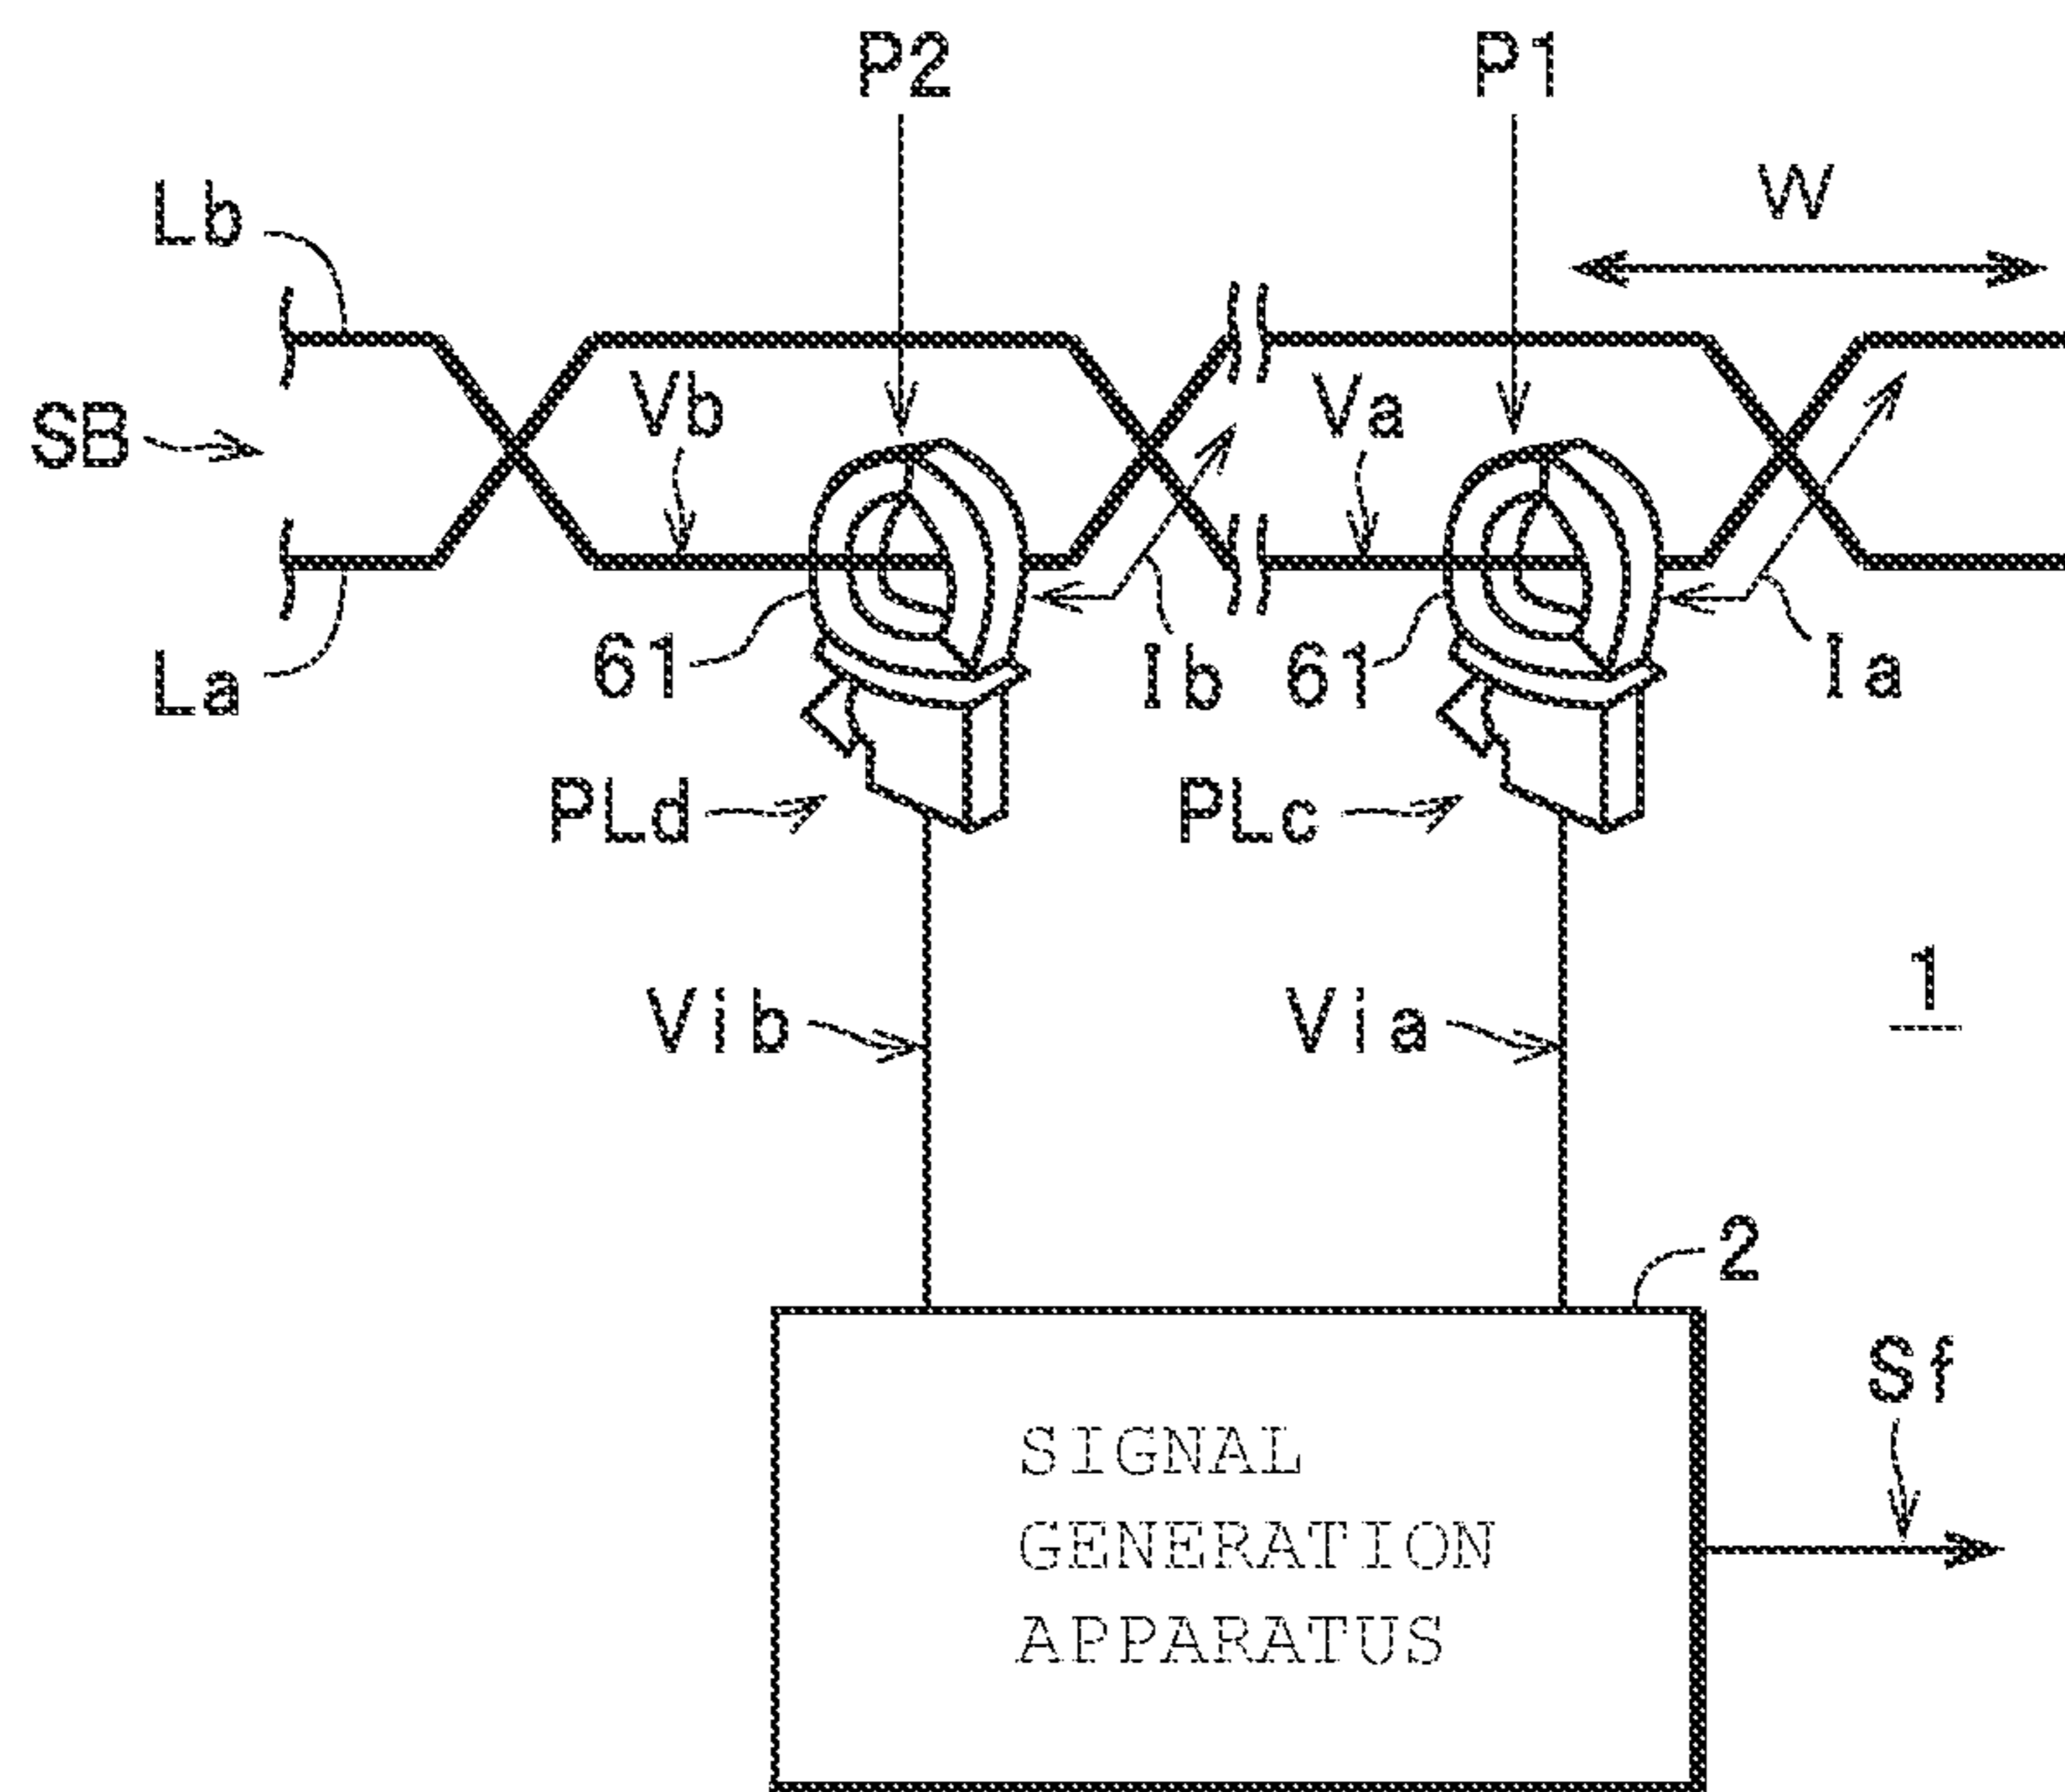 P2
P1
W
Lb
Vb
Va
SB
La
61
Ib
61
Ia
PLd
PLc
Vib
Via
1
2
Sf
SIGNAL
GENERATION
APPARATUS